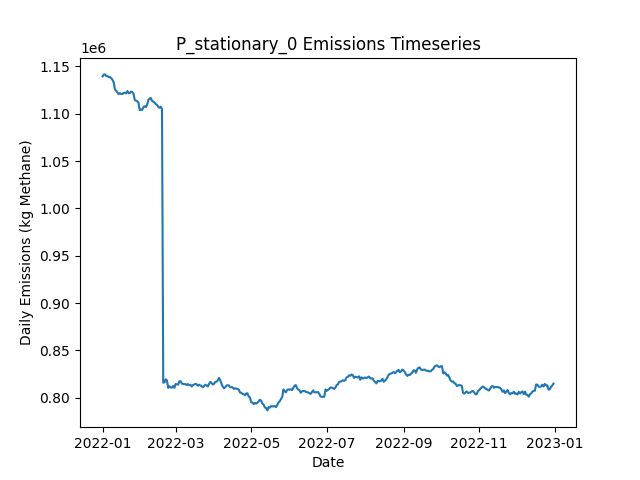 P_stationary_0 Emissions Timeseries
1e6
1.15
1.10
1.05
1.00
0.95
0.90
0.85
0.80
Daily Emissions (kg Methane)
2022-01 2022-03 2022-05 2022-07 2022-09 2022-11 2023-01
Date